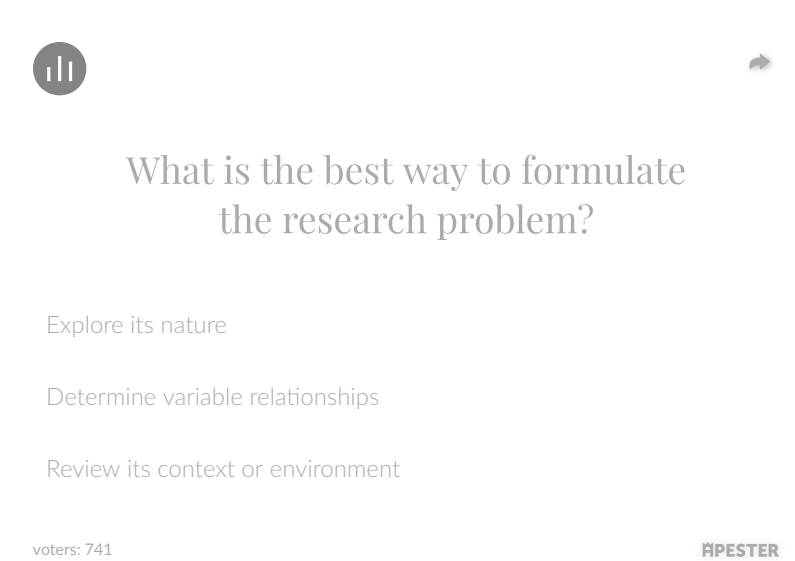 What is the best way to formulate
the research problem?
Explore its nature
Determine variable relationships
Review its context or environment
voters: 741
APESTER